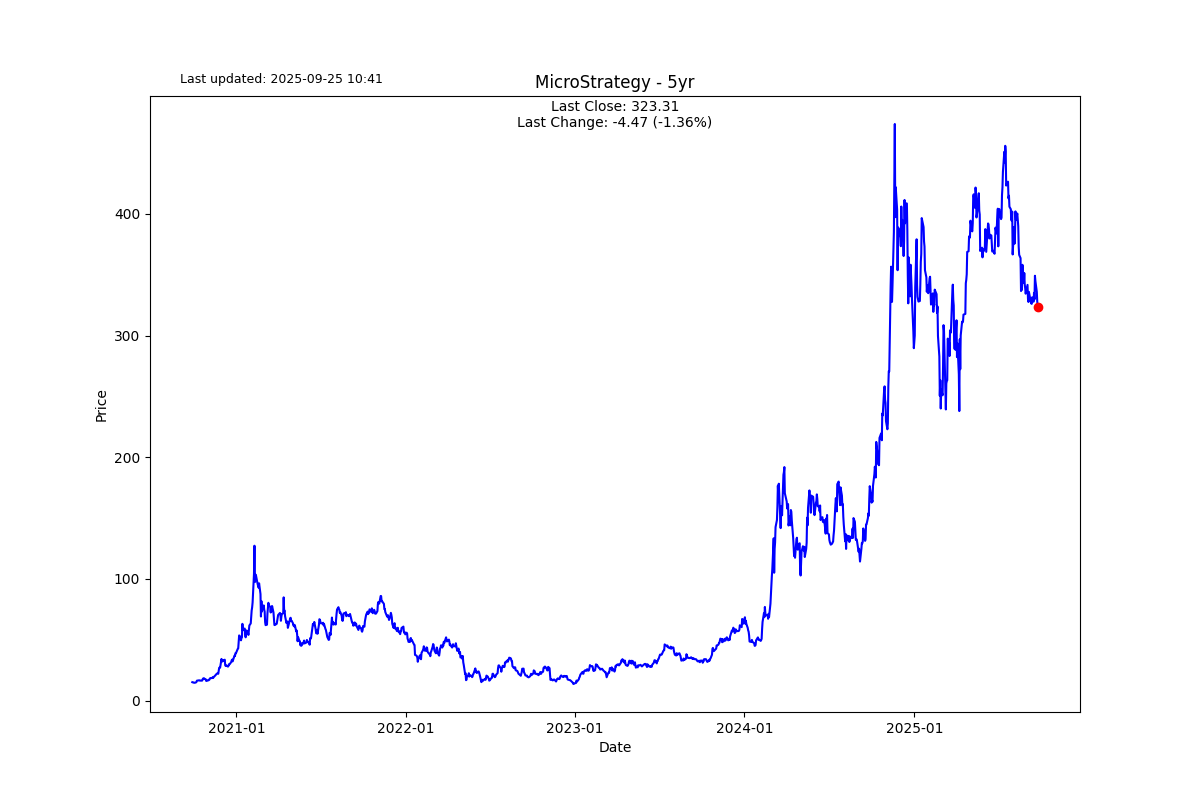 Last updated: 2025-09-25 10:41
MicroStrategy - 5yr
Last Close: 323.31
Last Change: -4.47 (-1.36%)
Price
400
300
200
100
0
2021-01 2022-01 2023-01 2024-01 2025-01
Date